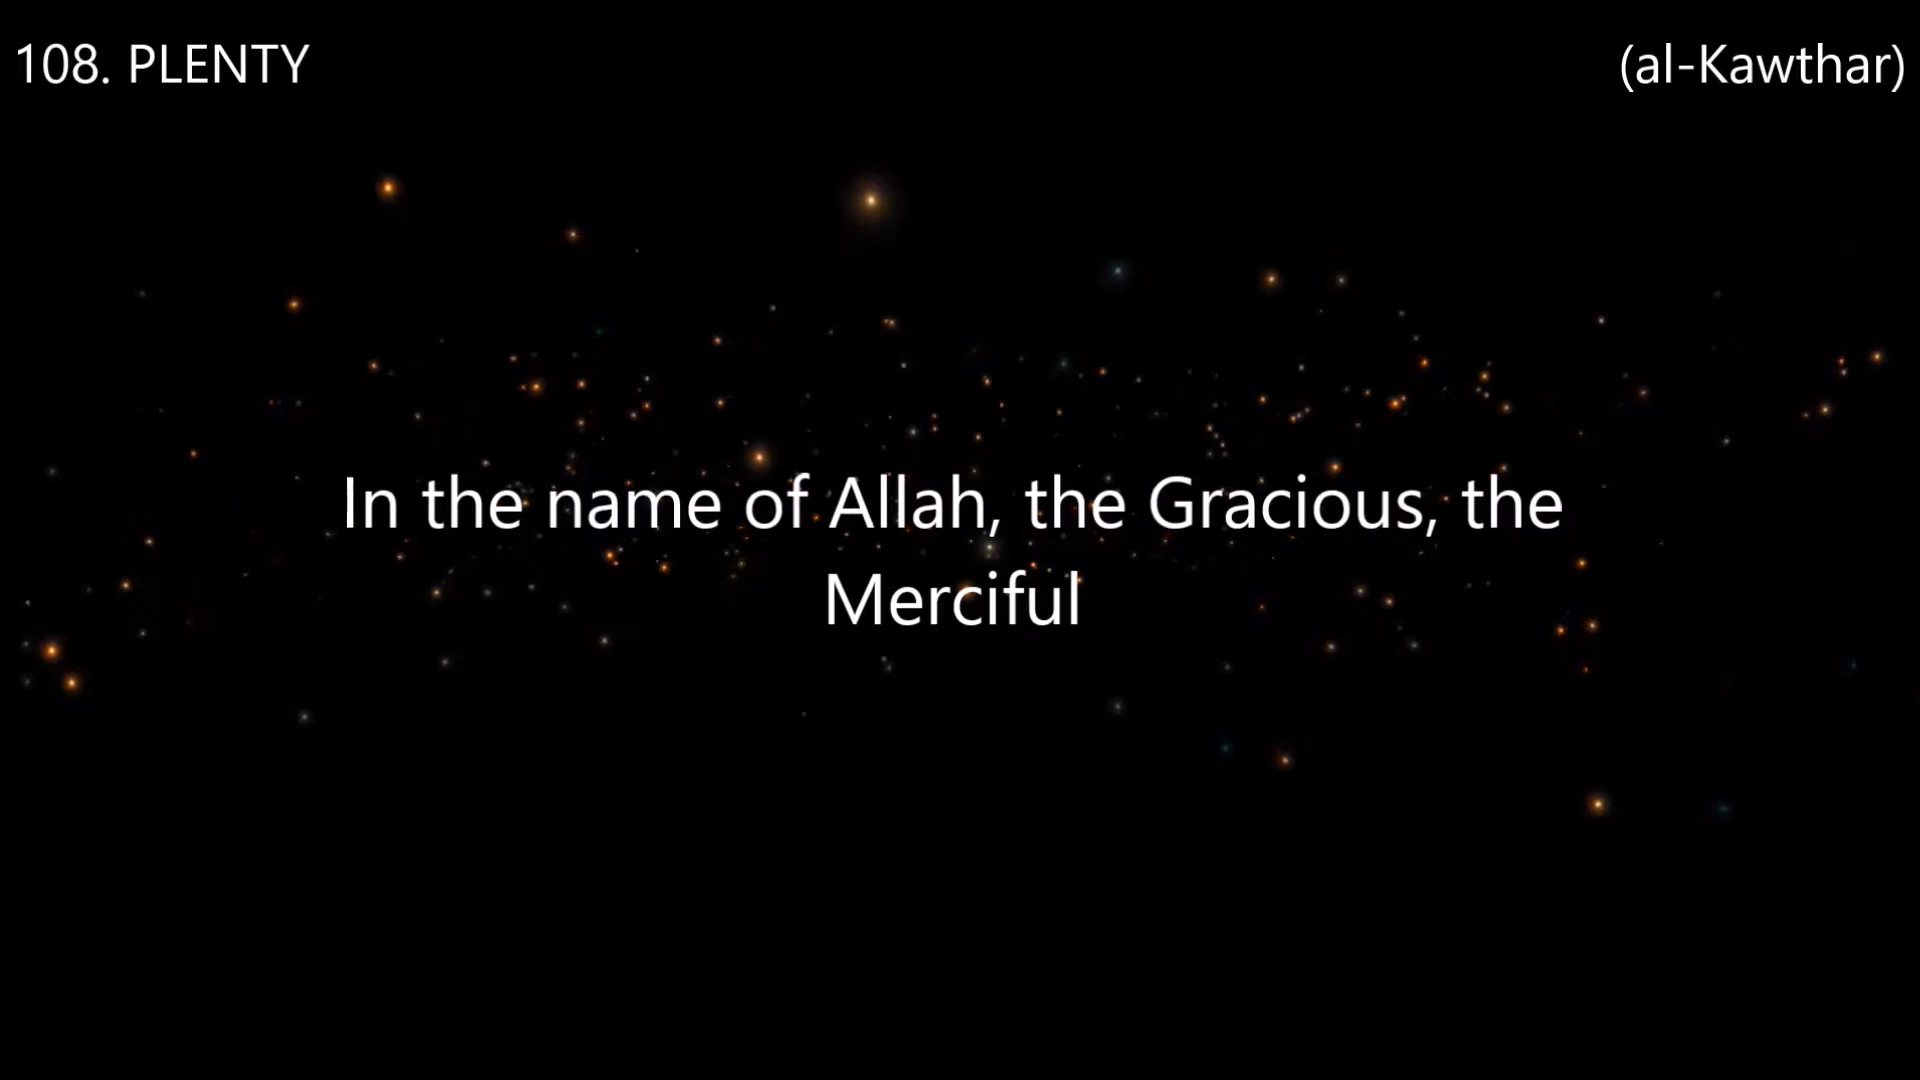 108. PLENTY (al-Kawthar)
In the name of Allah, the Gracious, the
Merciful